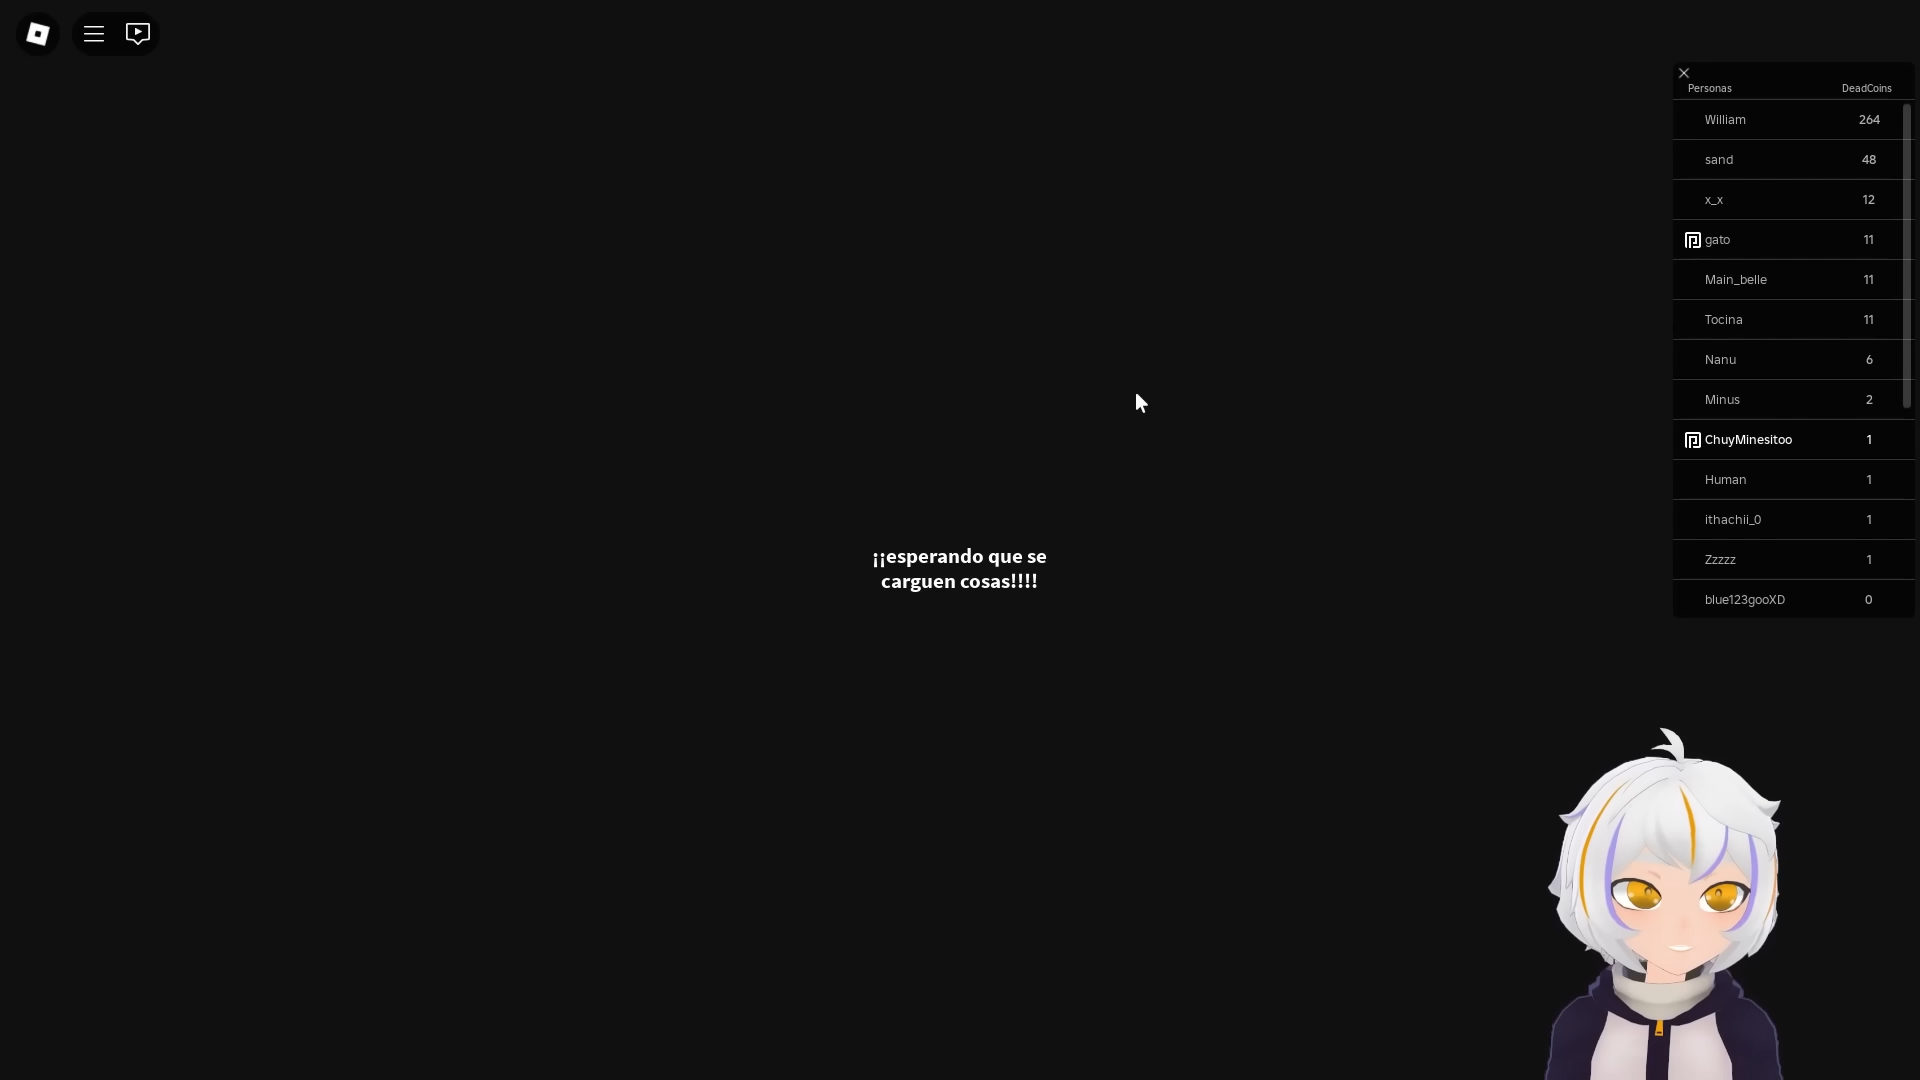 Personas DeadCoins
William 264
sand 48
x_x 12
gato 11
Main_belle 11
Tocina 11
Nanu 6
Minus 2
ChuyMinesitoo 1
Human 1
ithachii_0 1
Zzzzz 1
blue123gooXD 0
¡¡esperando que se
carguen cosas!!!!